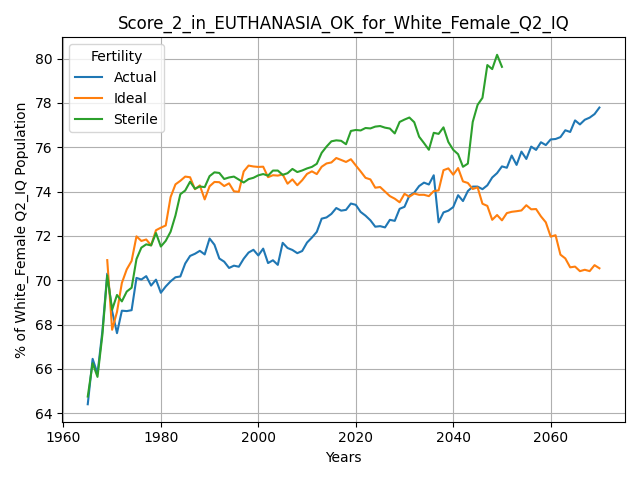 Score_2_in_EUTHANASIA_OK_for_White_Female_Q2_IQ
Fertility
Actual
Ideal
Sterile
% of White_Female Q2_IQ Population
80
78
76
74
72
70
68
66
64
1960
1980
2000
2020
2040
2060
Years